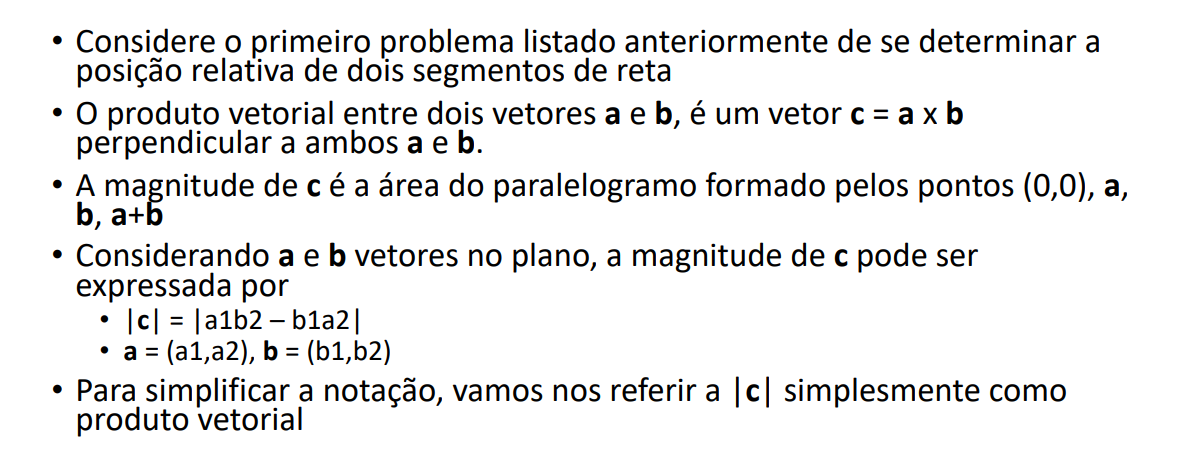 • Considere o primeiro problema listado anteriormente de se determinar a
posição relativa de dois segmentos de reta
• O produto vetorial entre dois vetores a e b, é um vetor c = a x b
perpendicular a ambos a e b.
• A magnitude de c é a área do paralelogramo formado pelos pontos (0,0), a,
b, a+b
• Considerando a e b vetores no plano, a magnitude de c pode ser
expressada por
• |c| = |a1b2 – b1a2|
• a = (a1,a2), b = (b1,b2)
• Para simplificar a notação, vamos nos referir a |c| simplesmente como
produto vetorial